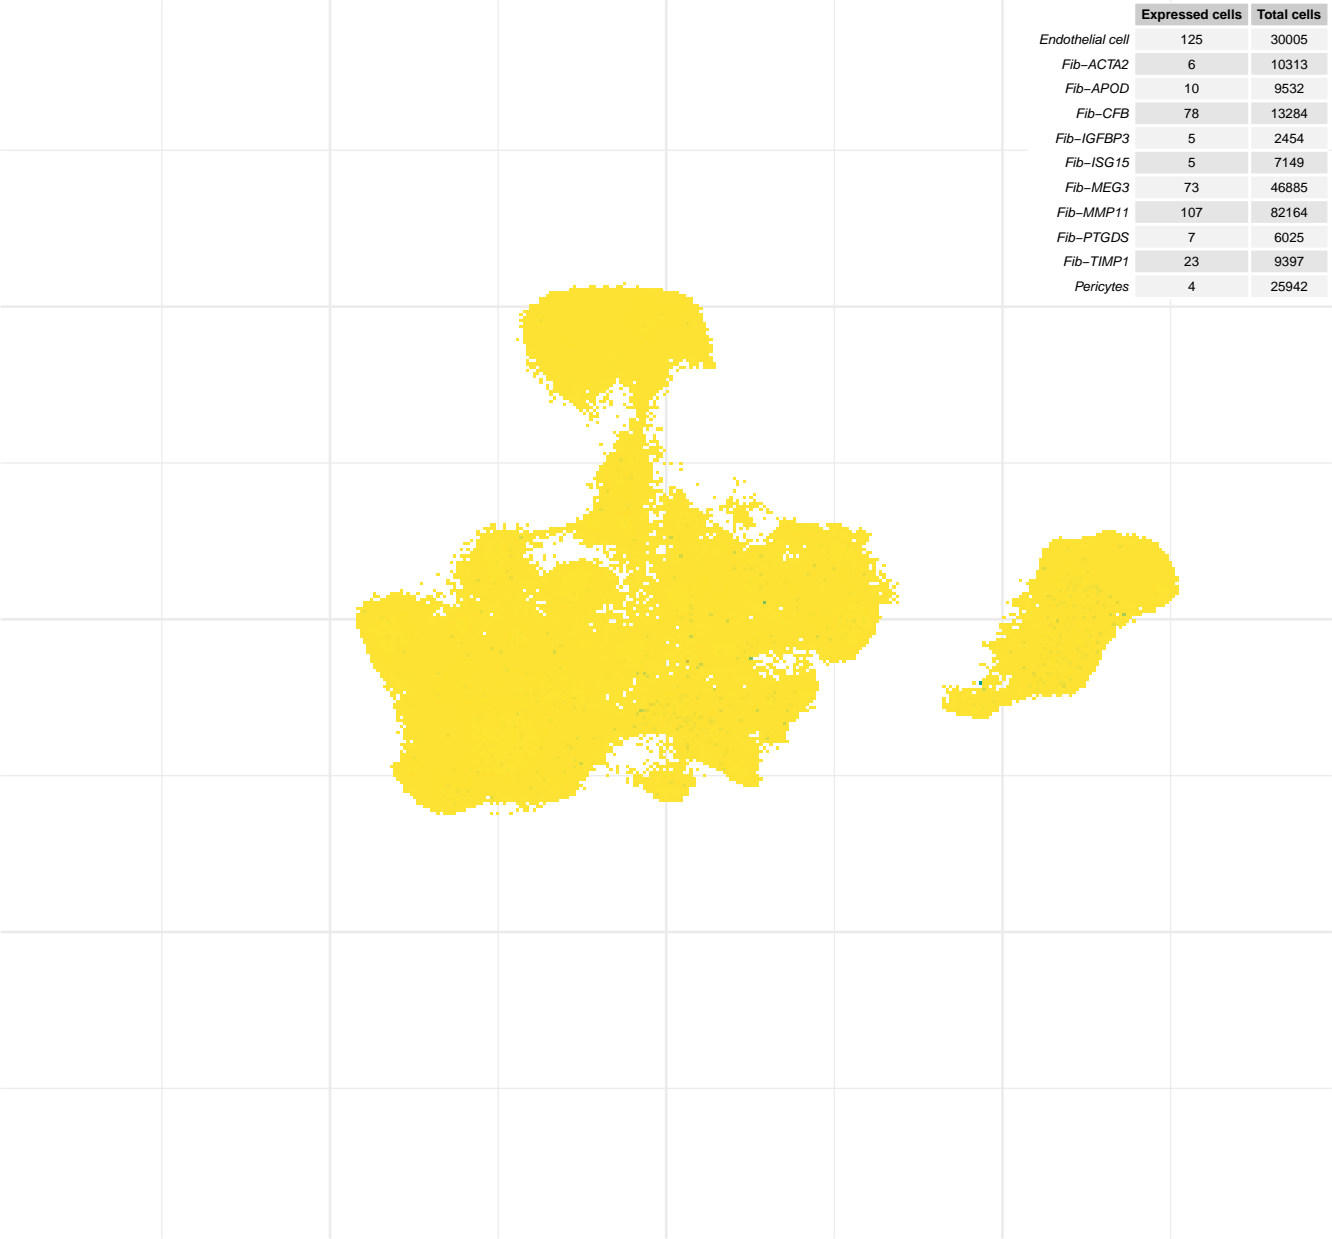 Expressed cells Total cells
Endothelial cell 125 30005
Fib−ACTA2 6 10313
Fib−APOD 10 9532
Fib−CFB 78 13284
Fib−IGFBP3 5 2454
Fib−ISG15 5 7149
Fib−MEG3 73 46885
Fib−MMP11 107 82164
Fib−PTGDS 7 6025
Fib−TIMP1 23 9397
Pericytes 4 25942